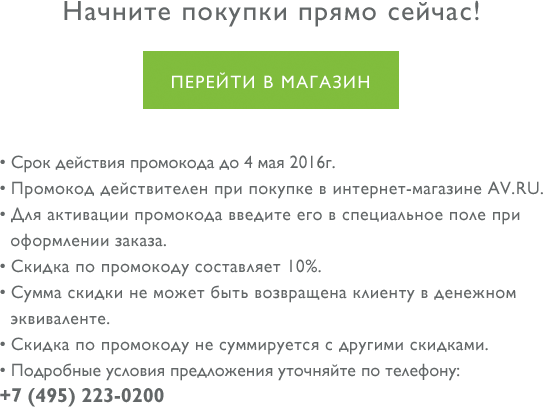 Начните покупки прямо сейчас!
ПЕРЕЙТИ В МАГАЗИН
• Срок действия промокода до 4 мая 2016г.
• Промокод действителен при покупке в интернет-магазине AV.RU.
• Для активации промокода введите его в специальное поле при
оформлении заказа.
• Скидка по промокоду составляет 10%.
• Сумма скидки не может быть возвращена клиенту в денежном
эквиваленте.
• Скидка по промокоду не суммируется с другими скидками.
• Подробные условия предложения уточняйте по телефону:
+7 (495) 223-0200